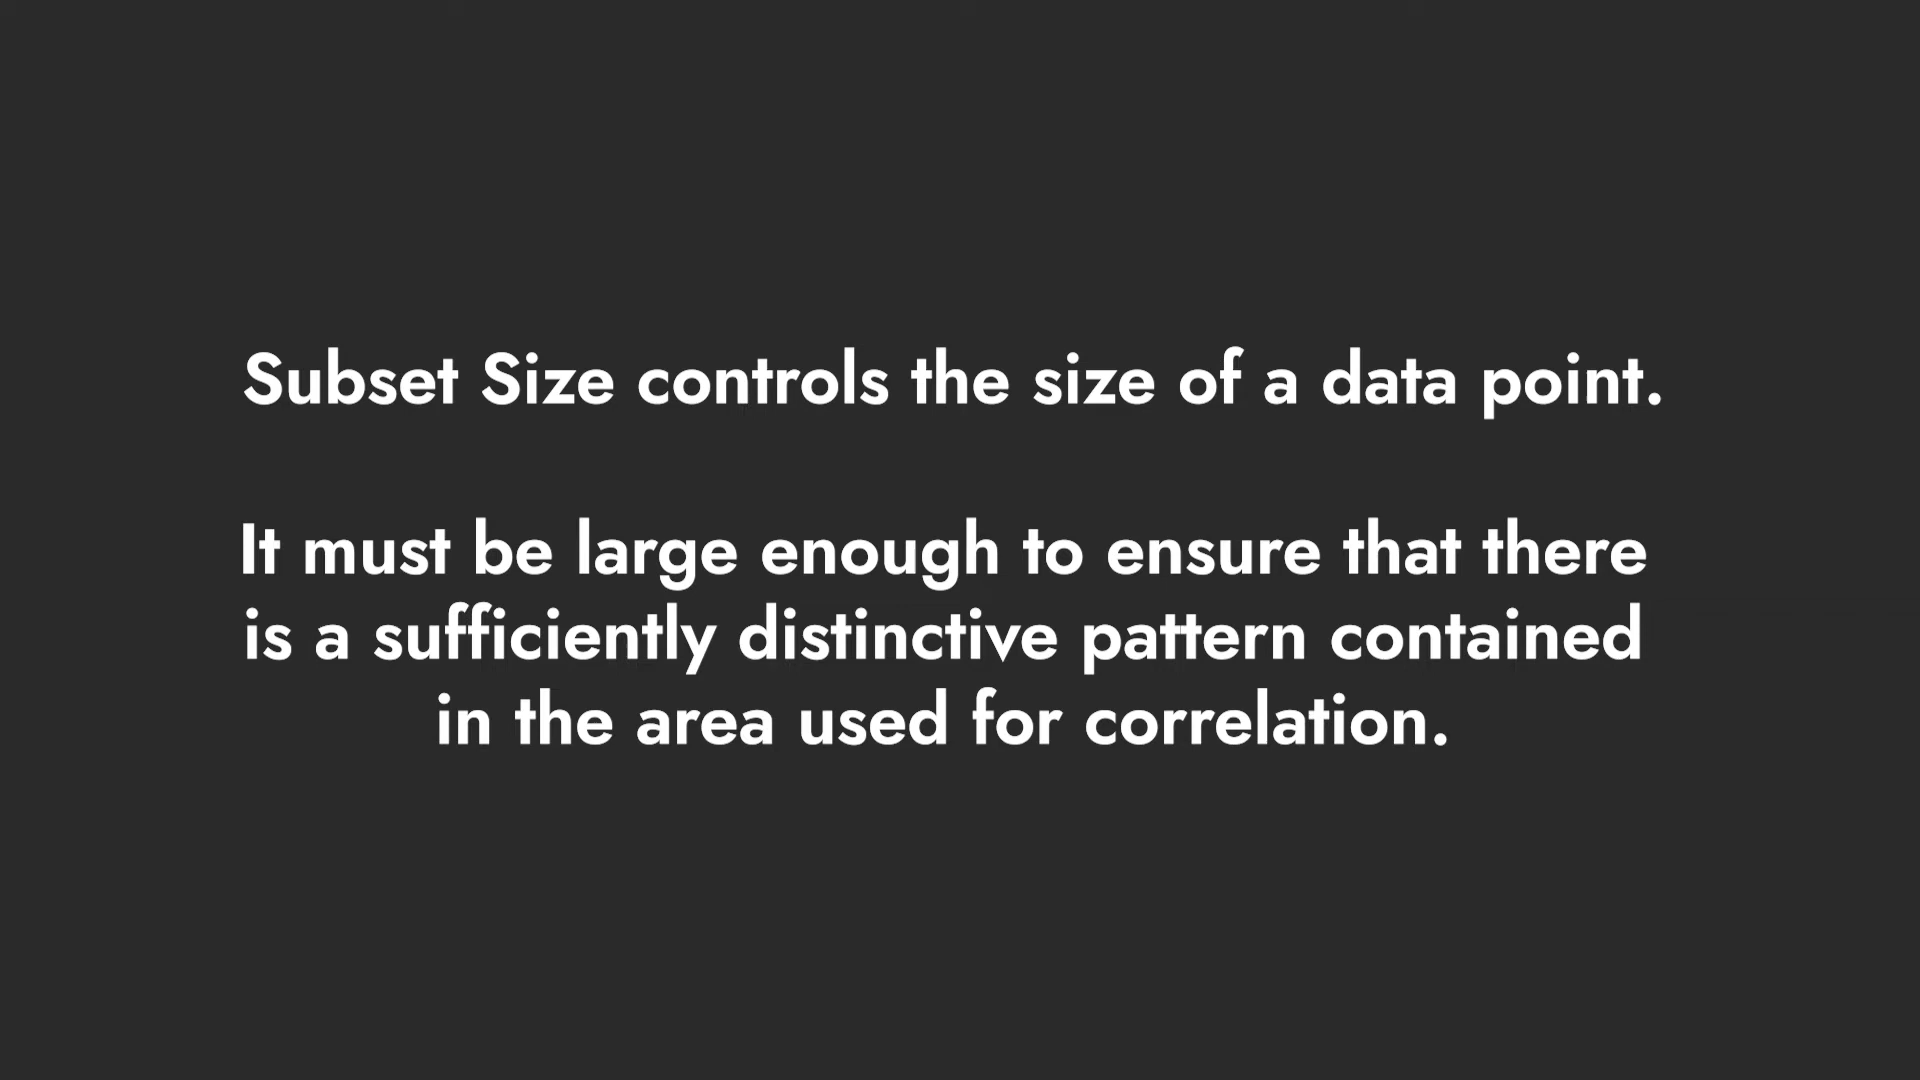 Subset Size controls the size of a data point.
It must be large enough to ensure that there
is a sufficiently distinctive pattern contained
in the area used for correlation.